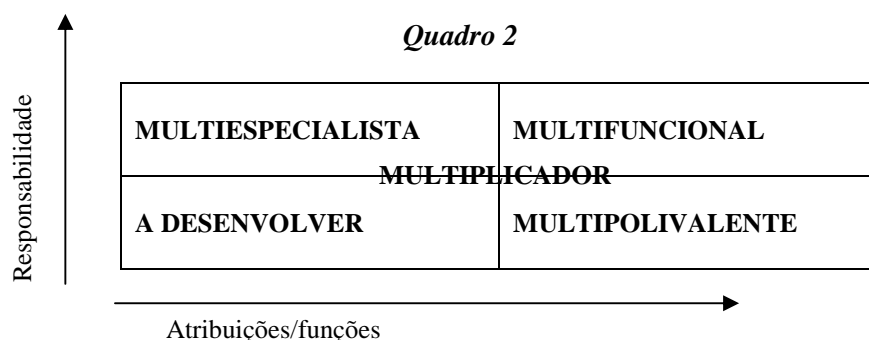 Quadro 2
Responsabilidade
MULTIESPECIALISTA MULTIFUNCIONAL
MULTIPLICADOR
A DESENVOLVER MULTIPOLIVALENTE
Atribuições/funções